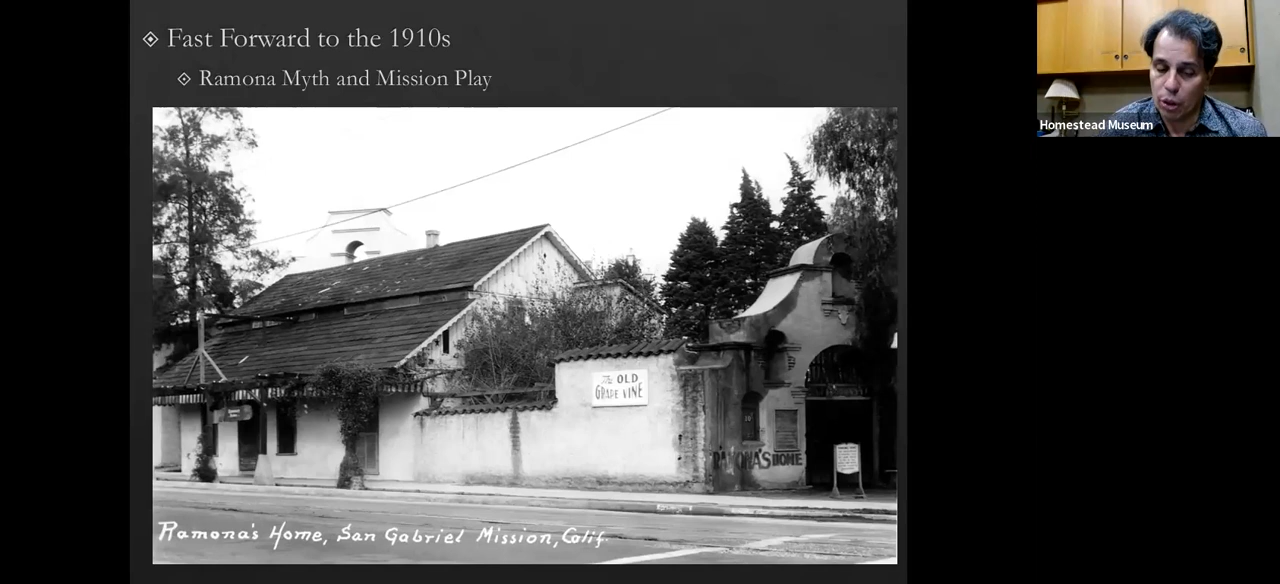 Fast Forward to the 1910s
Ramona Myth and Mission Play
Homestead Museum
The OLD
GRAPE VINE
RAMONA'S HOME
Ramona's Home, San Gabriel Mission, Calif.